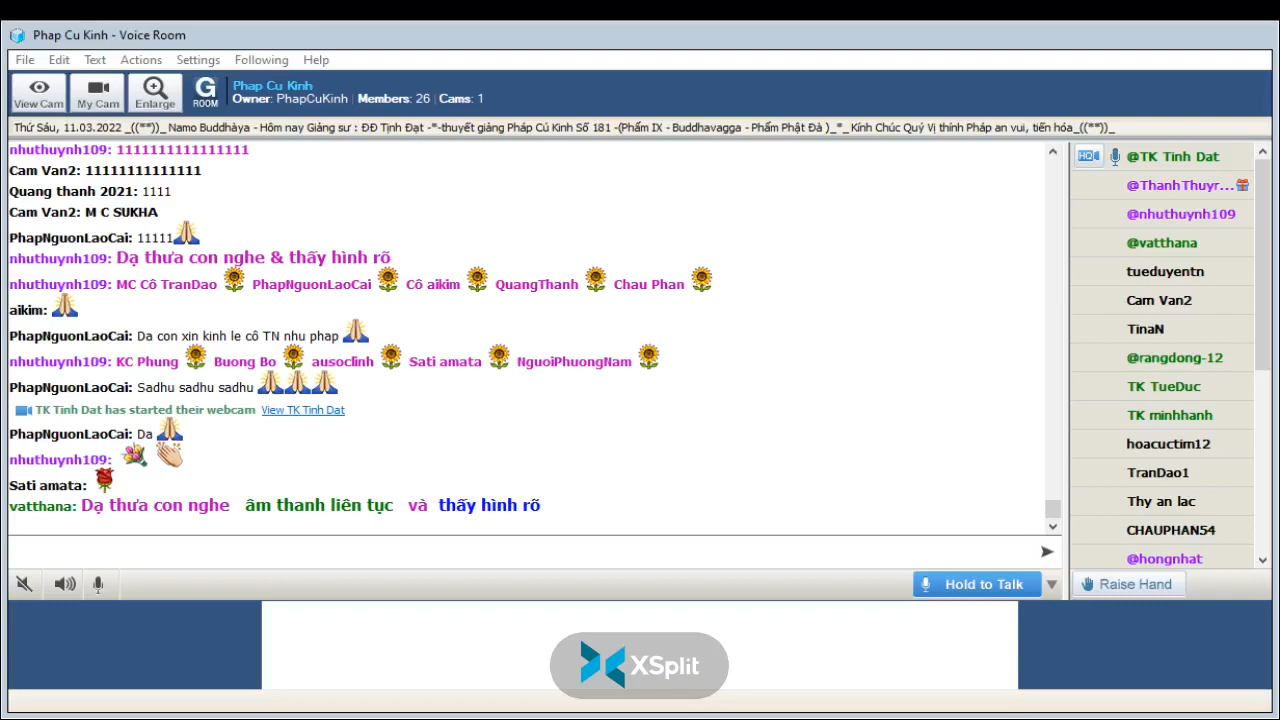 Phap Cu Kinh - Voice Room
File Edit Text Actions Settings Following Help
View Cam My Cam Enlarge G ROOM
Phap Cu Kinh
Owner: PhapCuKinh Members: 26 Cams: 1
Thứ Sáu, 11.03.2022 _((**))_ Namo Buddhàya - Hôm nay Giảng sư : ĐĐ Tịnh Đạt -*-thuyết giảng Pháp Cú Kinh Số 181 -(Phẩm IX - Buddhavagga - Phẩm Phật Đà )_*_ Kính Chúc Quý Vị thính Pháp an vui, tiến hóa_((**))_
nhuthuynh109: 1111111111111111
Cam Van2: 11111111111111
Quang thanh 2021: 1111
Cam Van2: M C SUKHA
PhapNguonLaoCai: 11111
nhuthuynh109: Dạ thưa con nghe & thấy hình rõ
nhuthuynh109: MC Cô TranDao PhapNguonLaoCai Cô aikim QuangThanh Chau Phan
aikim:
PhapNguonLaoCai: Da con xin kinh le cô TN nhu phap
nhuthuynh109: KC Phung Buong Bo ausoclinh Sati amata NguoiPhuongNam
PhapNguonLaoCai: Sadhu sadhu sadhu
TK Tinh Dat has started their webcam View TK Tinh Dat
PhapNguonLaoCai: Da
nhuthuynh109:
Sati amata:
vatthana: Dạ thưa con nghe âm thanh liên tục và thấy hình rõ
HQ
@TK Tinh Dat
@ThanhThuyr...
@nhuthuynh109
@vatthana
tueduyentn
Cam Van2
TinaN
@rangdong-12
TK TueDuc
TK minhhanh
hoacuctim12
TranDao1
Thy an lac
CHAUPHAN54
@hongnhat
Hold to Talk
Raise Hand
XSplit